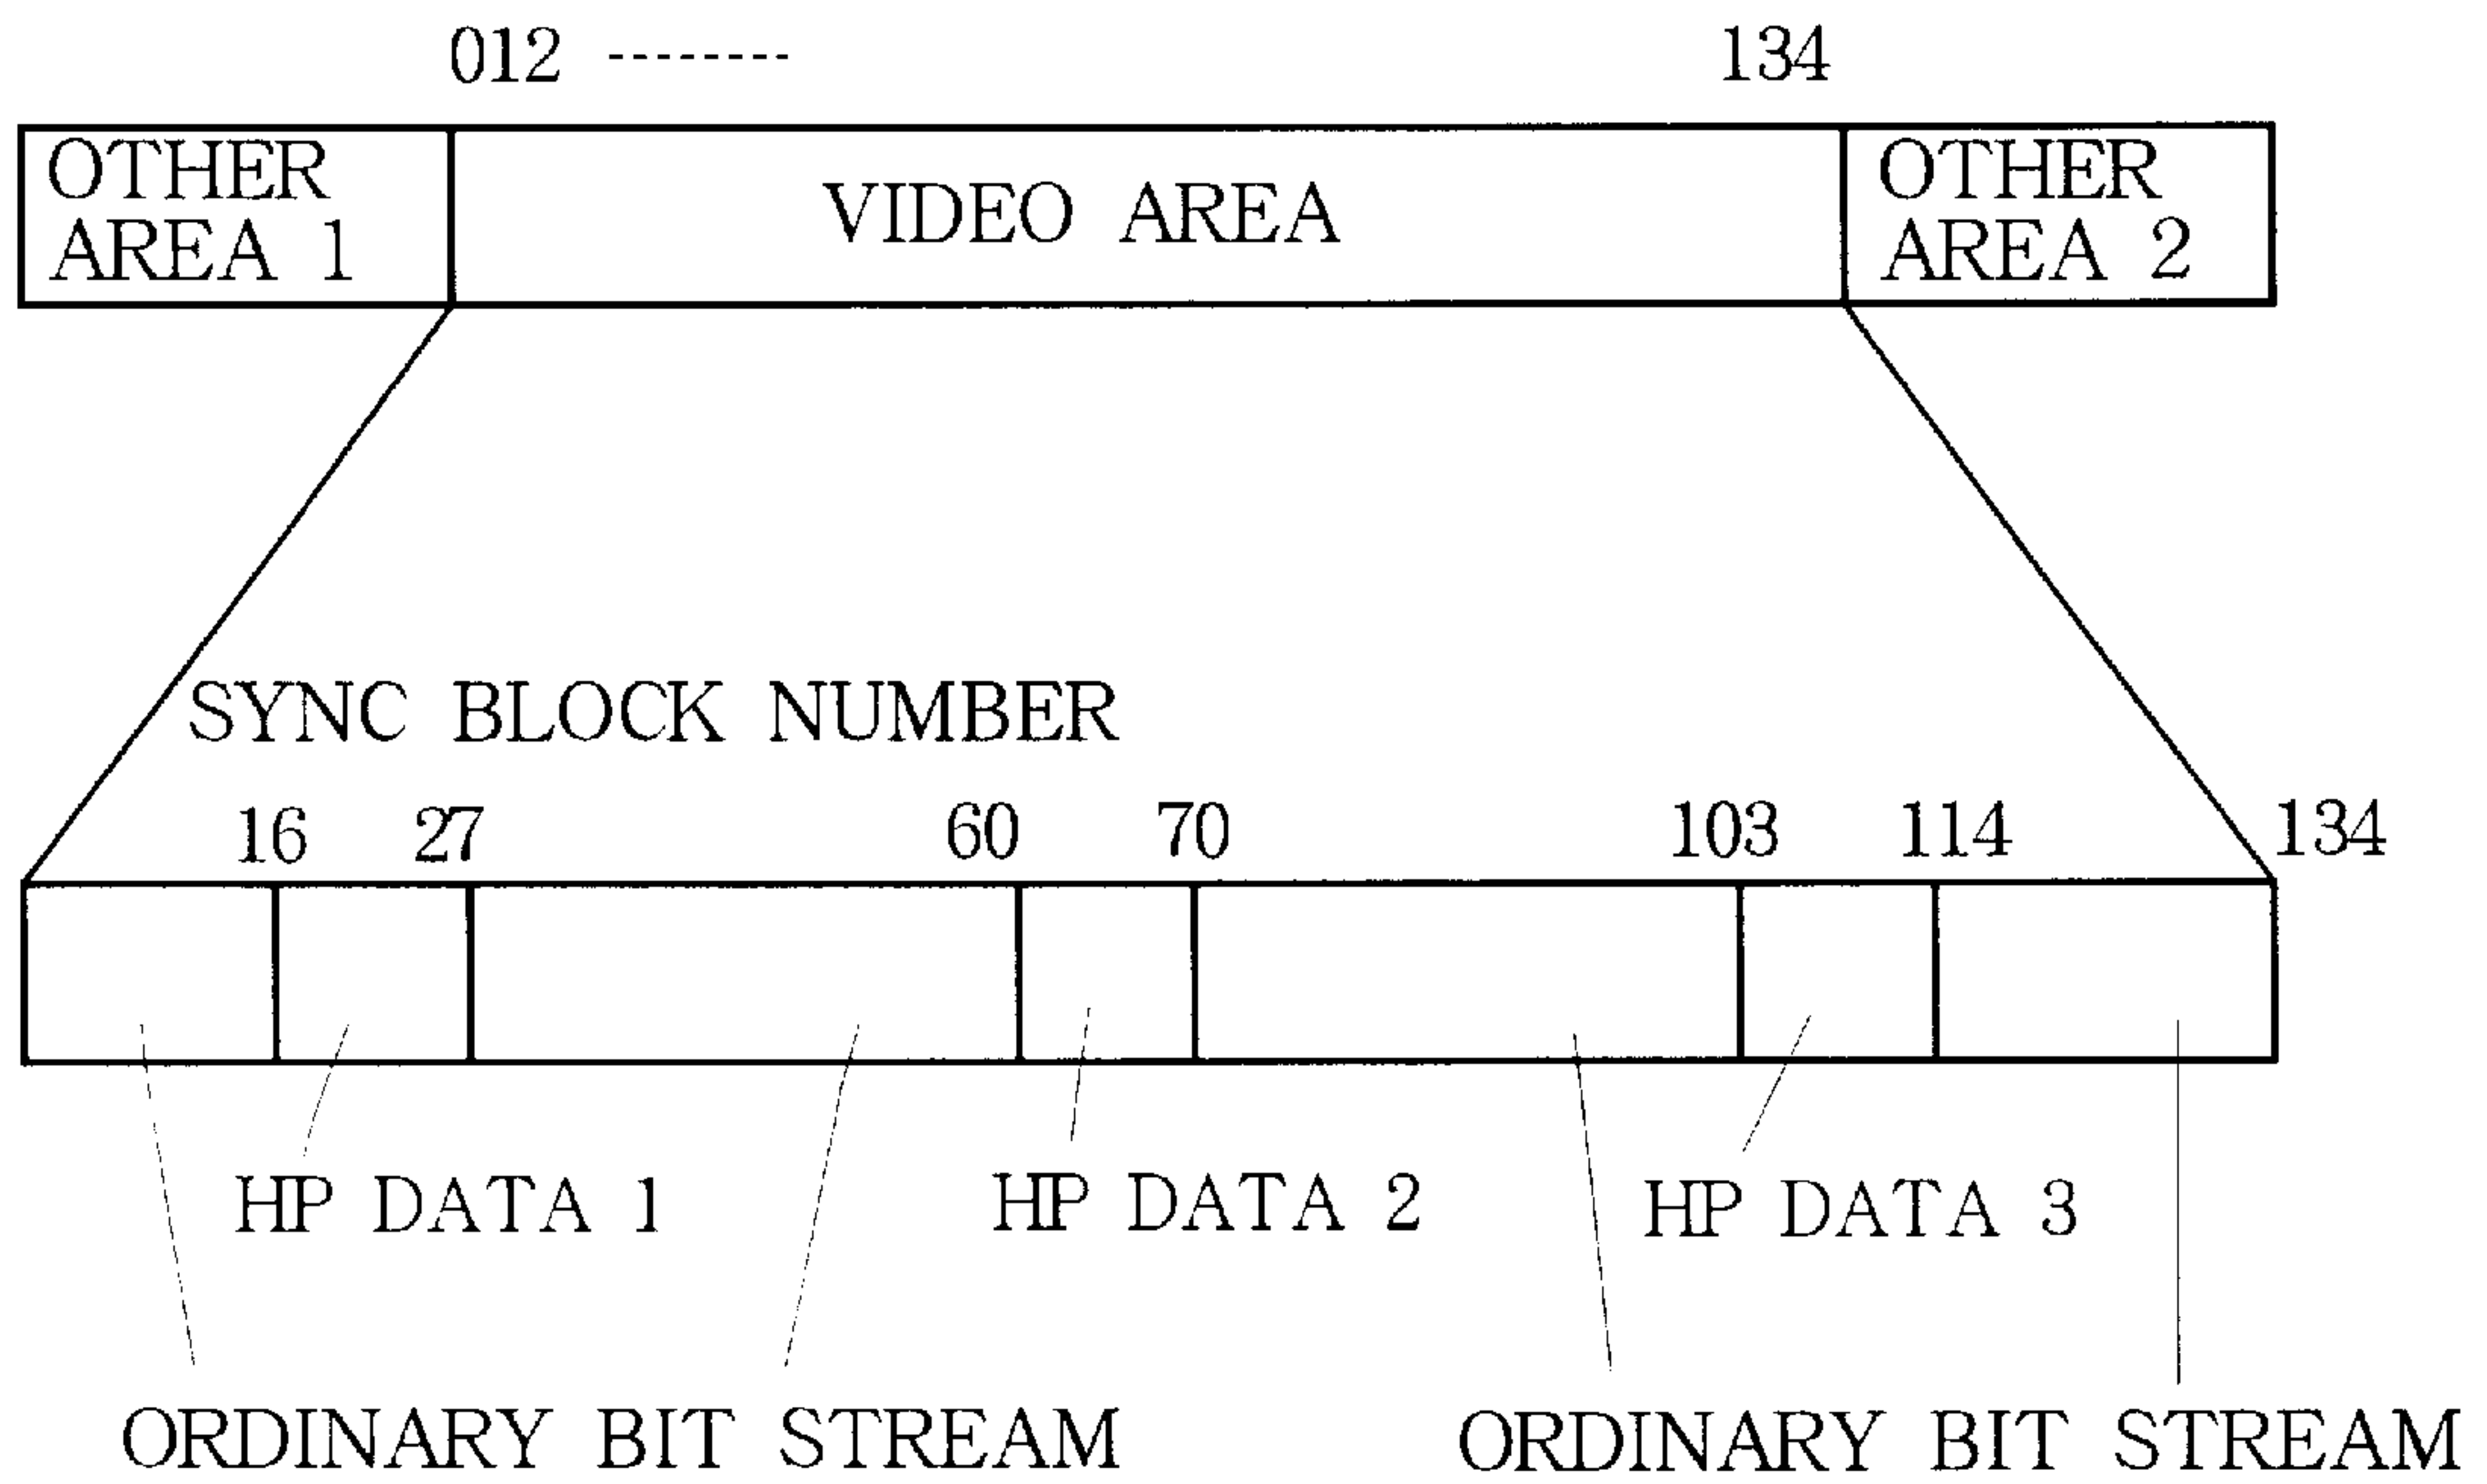 012 -------- 134
OTHER
AREA 1
VIDEO AREA
OTHER
AREA 2
SYNC BLOCK NUMBER
16 27 60 70 103 114 134
HP DATA 1 HP DATA 2 HP DATA 3
ORDINARY BIT STREAM ORDINARY BIT STREAM